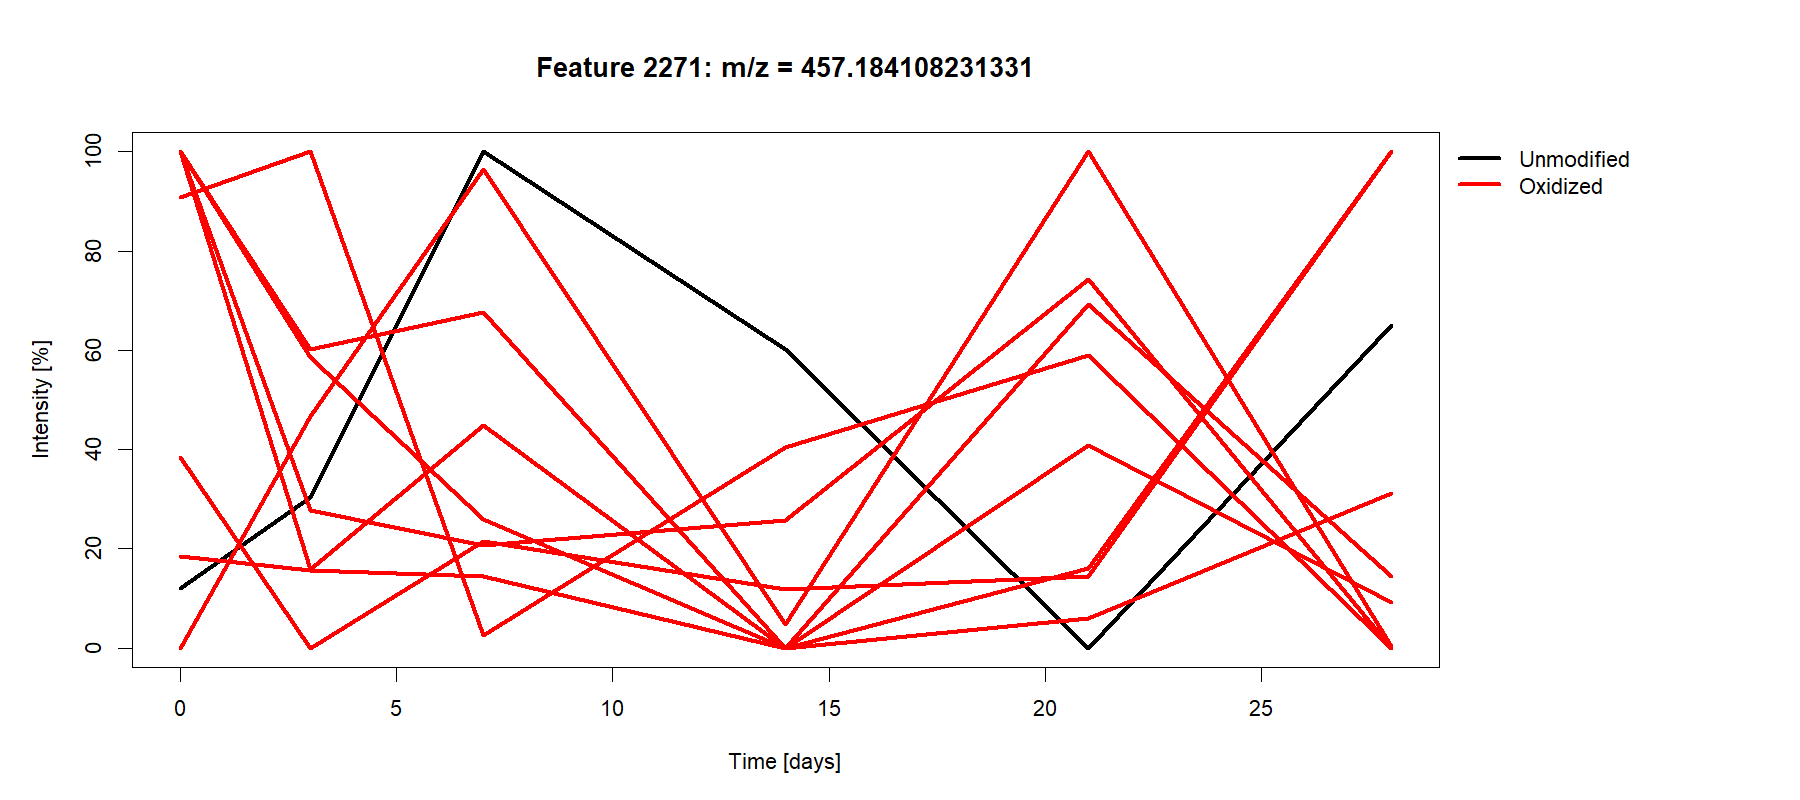 Feature 2271: m/z = 457.184108231331
Unmodified
Oxidized
Intensity [%]
100
80
60
40
20
0
0 5 10 15 20 25
Time [days]